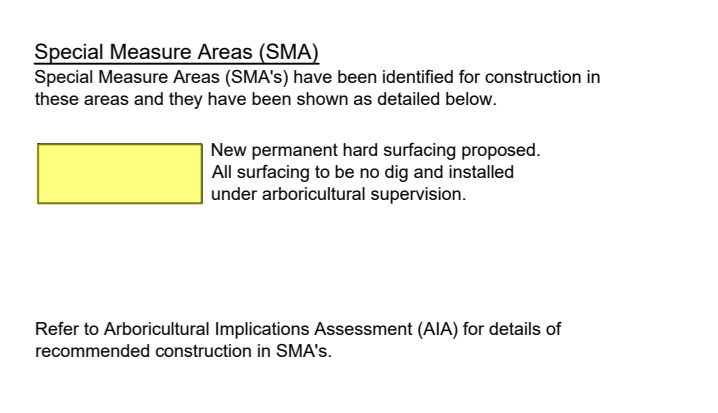 Special Measure Areas (SMA)
Special Measure Areas (SMA's) have been identified for construction in
these areas and they have been shown as detailed below.
New permanent hard surfacing proposed.
All surfacing to be no dig and installed
under arboricultural supervision.
Refer to Arboricultural Implications Assessment (AIA) for details of
recommended construction in SMA's.